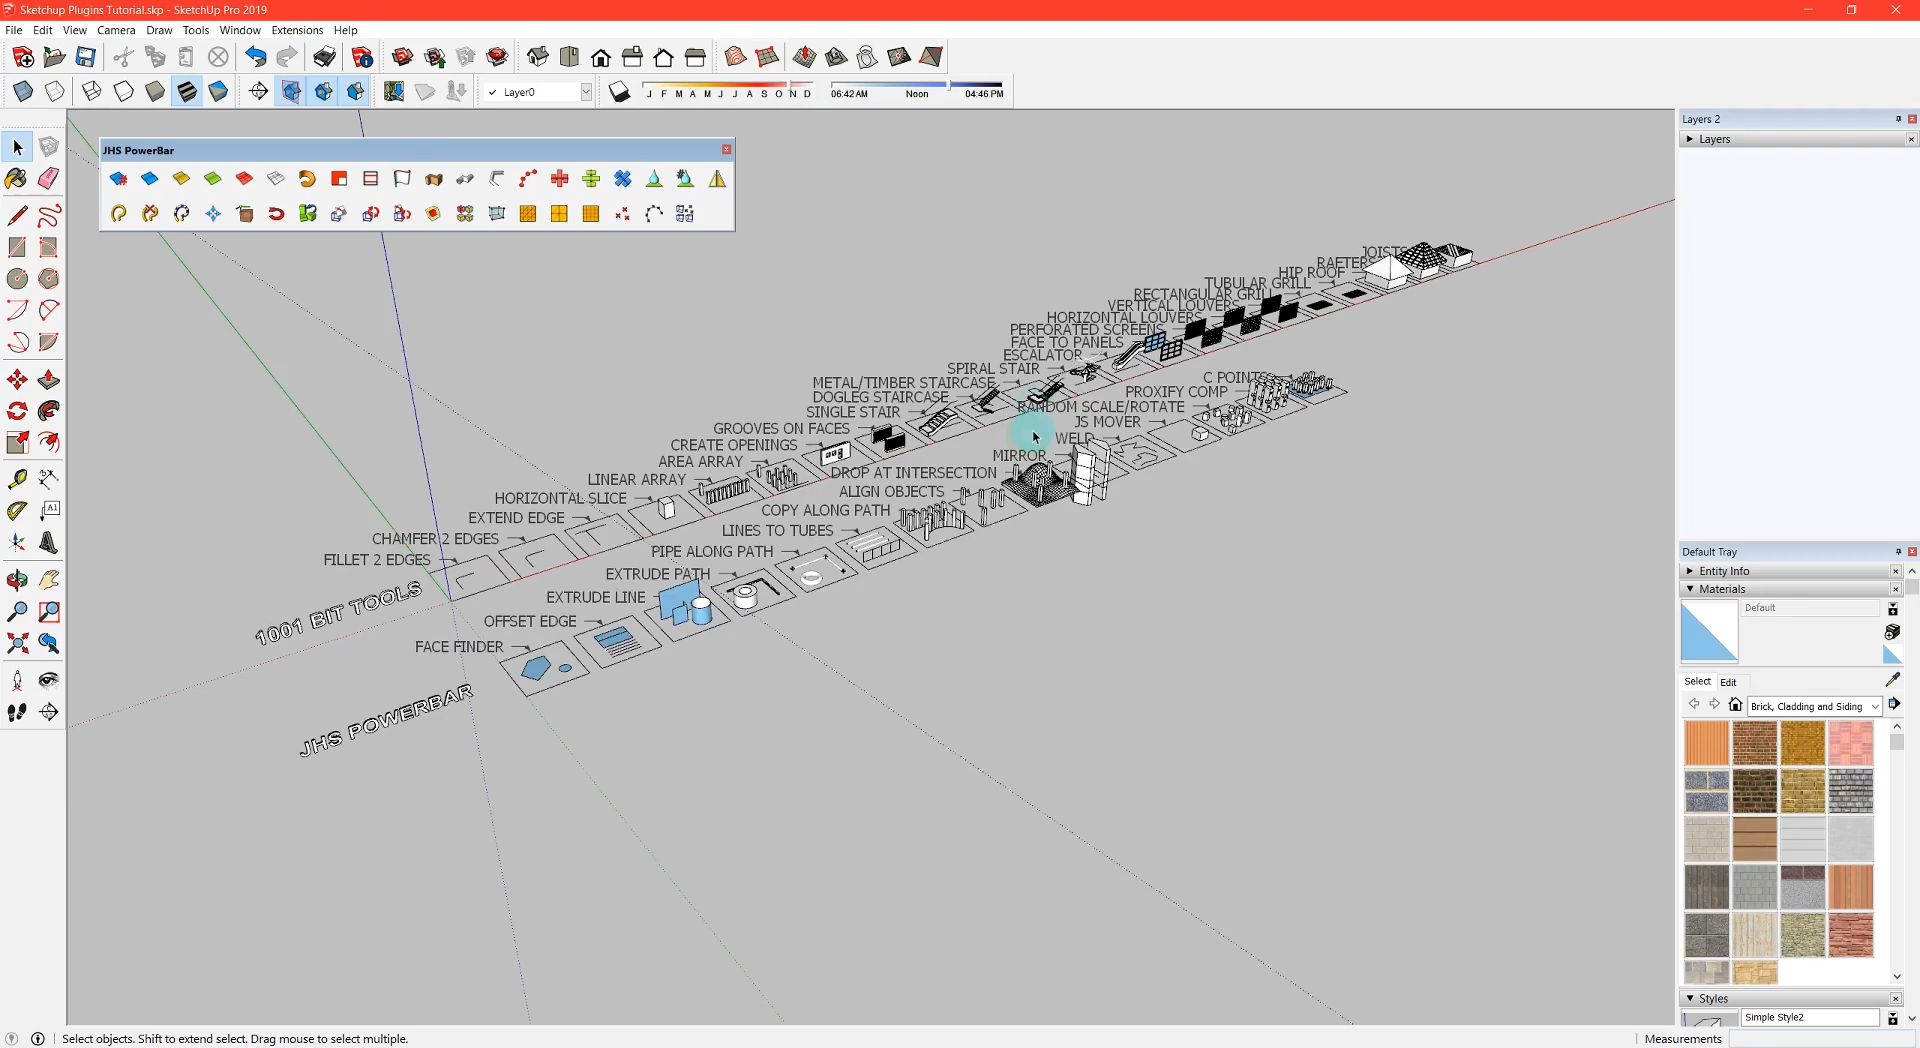 Sketchup Plugins Tutorial.skp - SketchUp Pro 2019
File Edit View Camera Draw Tools Window Extensions Help
Layer0
J F M A M J J A S O N D
06:42 AM Noon 04:46 PM
Layers 2
Layers
JHS PowerBar
JOISTS
RAFTERS
HIP ROOF
TUBULAR GRILL
RECTANGULAR GRILL
VERTICAL LOUVERS
HORIZONTAL LOUVERS
PERFORATED SCREENS
FACE TO PANELS
ESCALATOR
SPIRAL STAIR
METAL/TIMBER STAIRCASE
DOGLEG STAIRCASE
SINGLE STAIR
GROOVES ON FACES
CREATE OPENINGS
AREA ARRAY
LINEAR ARRAY
HORIZONTAL SLICE
EXTEND EDGE
CHAMFER 2 EDGES
FILLET 2 EDGES
1001 BIT TOOLS
C POINTS
PROXIFY COMP
RANDOM SCALE/ROTATE
JS MOVER
WELD
MIRROR
DROP AT INTERSECTION
ALIGN OBJECTS
COPY ALONG PATH
LINES TO TUBES
PIPE ALONG PATH
EXTRUDE PATH
EXTRUDE LINE
OFFSET EDGE
FACE FINDER
JHS POWERBAR
Default Tray
Entity Info
Materials
Default
Select Edit
Brick, Cladding and Siding
Styles
Simple Style2
Select objects. Shift to extend select. Drag mouse to select multiple.
Measurements